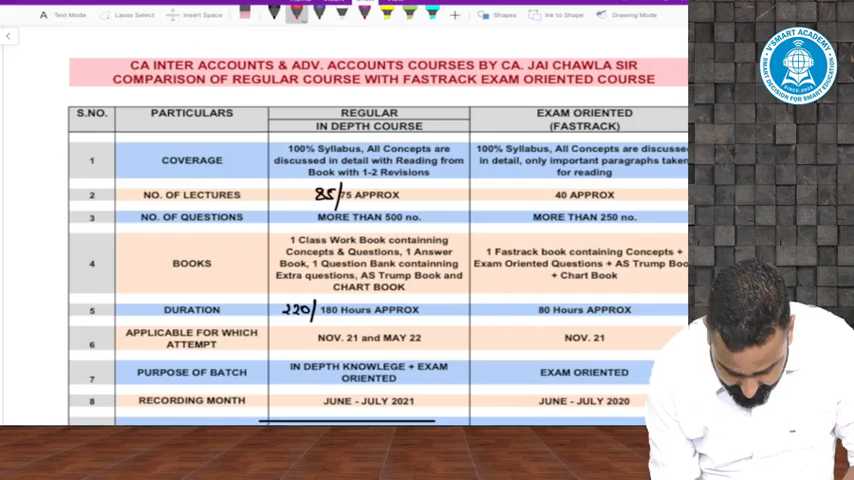 Text Mode Lasso Select Insert Space Shapes Ink to Shape Drawing Mode
V'SMART ACADEMY
SMART DECISION FOR SMART EDUCATION
CA INTER ACCOUNTS & ADV. ACCOUNTS COURSES BY CA. JAI CHAWLA SIR
COMPARISON OF REGULAR COURSE WITH FASTRACK EXAM ORIENTED COURSE
S.NO. PARTICULARS REGULAR EXAM ORIENTED
IN DEPTH COURSE (FASTRACK)
1 COVERAGE 100% Syllabus, All Concepts are 100% Syllabus, All Concepts are discussed
discussed in detail with Reading from in detail, only important paragraphs taken
Book with 1-2 Revisions for reading
2 NO. OF LECTURES 85/75 APPROX 40 APPROX
3 NO. OF QUESTIONS MORE THAN 500 no. MORE THAN 250 no.
4 BOOKS 1 Class Work Book containning
Concepts & Questions, 1 Answer 1 Fastrack book containing Concepts +
Book, 1 Question Bank containning Exam Oriented Questions + AS Trump Boo
Extra questions, AS Trump Book and + Chart Book
CHART BOOK
5 DURATION 220/ 180 Hours APPROX 80 Hours APPROX
6 APPLICABLE FOR WHICH NOV. 21 and MAY 22 NOV. 21
ATTEMPT
7 PURPOSE OF BATCH IN DEPTH KNOWLEGE + EXAM EXAM ORIENTED
ORIENTED
8 RECORDING MONTH JUNE - JULY 2021 JUNE - JULY 2020